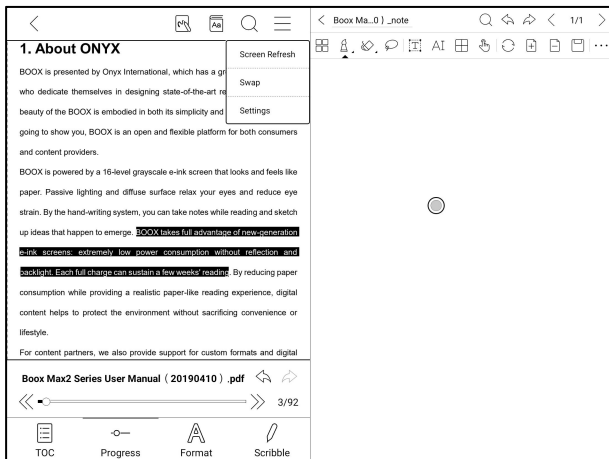 Aa
< Boox Ma...0 ) _note
1/1
Screen Refresh
Swap
Settings
T
AI
1. About ONYX
BOOX is presented by Onyx International, which has a gr
who dedicate themselves in designing state-of-the-art re
beauty of the BOOX is embodied in both its simplicity and
going to show you, BOOX is an open and flexible platform for both consumers
and content providers.
BOOX is powered by a 16-level grayscale e-ink screen that looks and feels like
paper. Passive lighting and diffuse surface relax your eyes and reduce eye
strain. By the hand-writing system, you can take notes while reading and sketch
up ideas that happen to emerge. BOOX takes full advantage of new-generation
e-ink screens: extremely low power consumption without reflection and
backlight. Each full charge can sustain a few weeks' reading. By reducing paper
consumption while providing a realistic paper-like reading experience, digital
content helps to protect the environment without sacrificing convenience or
lifestyle.
For content partners, we also provide support for custom formats and digital
Boox Max2 Series User Manual（20190410）.pdf
3/92
TOC
Progress
Format
Scribble